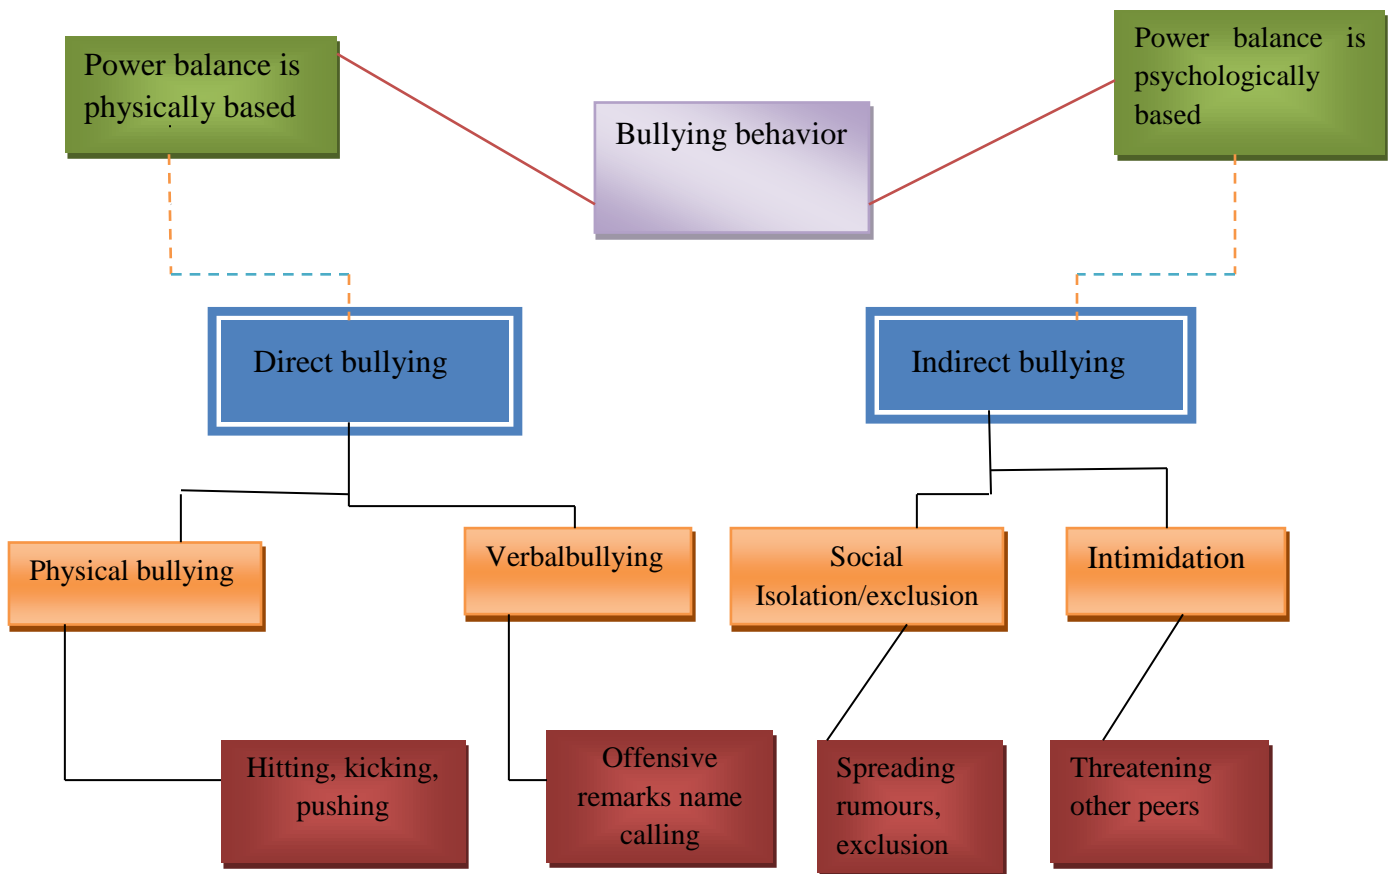 Power balance is
physically based
Bullying behavior
Power balance is
psychologically
based
Direct bullying
Indirect bullying
Physical bullying
Verbalbullying
Social
Isolation/exclusion
Intimidation
Hitting, kicking,
pushing
Offensive
remarks name
calling
Spreading
rumours,
exclusion
Threatening
other peers